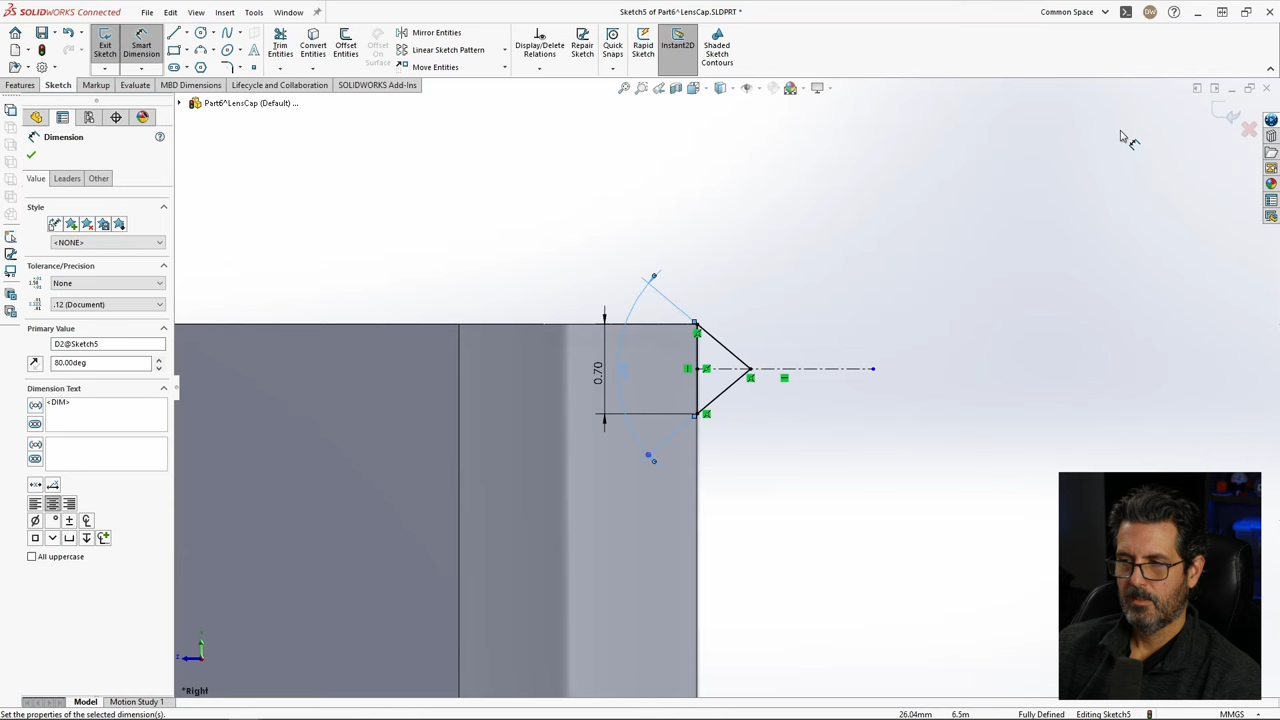 SOLIDWORKS Connected
File
Edit
View
Insert
Tools
Window
Sketch5 of Part6^LensCap.SLDPRT *
Common Space
DW
Exit Sketch
Smart Dimension
Trim Entities
Convert Entities
Offset Entities
Offset On Surface
Mirror Entities
Linear Sketch Pattern
Move Entities
Display/Delete Relations
Repair Sketch
Quick Snaps
Rapid Sketch
Instant2D
Shaded Sketch Contours
Features
Sketch
Markup
Evaluate
MBD Dimensions
Lifecycle and Collaboration
SOLIDWORKS Add-Ins
Part6^LensCap (Default) ...
Dimension
Value
Leaders
Other
Style
<NONE>
Tolerance/Precision
None
.12 (Document)
Primary Value
D2@Sketch5
80.00deg
Dimension Text
<DIM>
All uppercase
0.70
*Right
Model
Motion Study 1
Set the properties of the selected dimension(s).
26.04mm
6.5m
Fully Defined
Editing Sketch5
MMGS